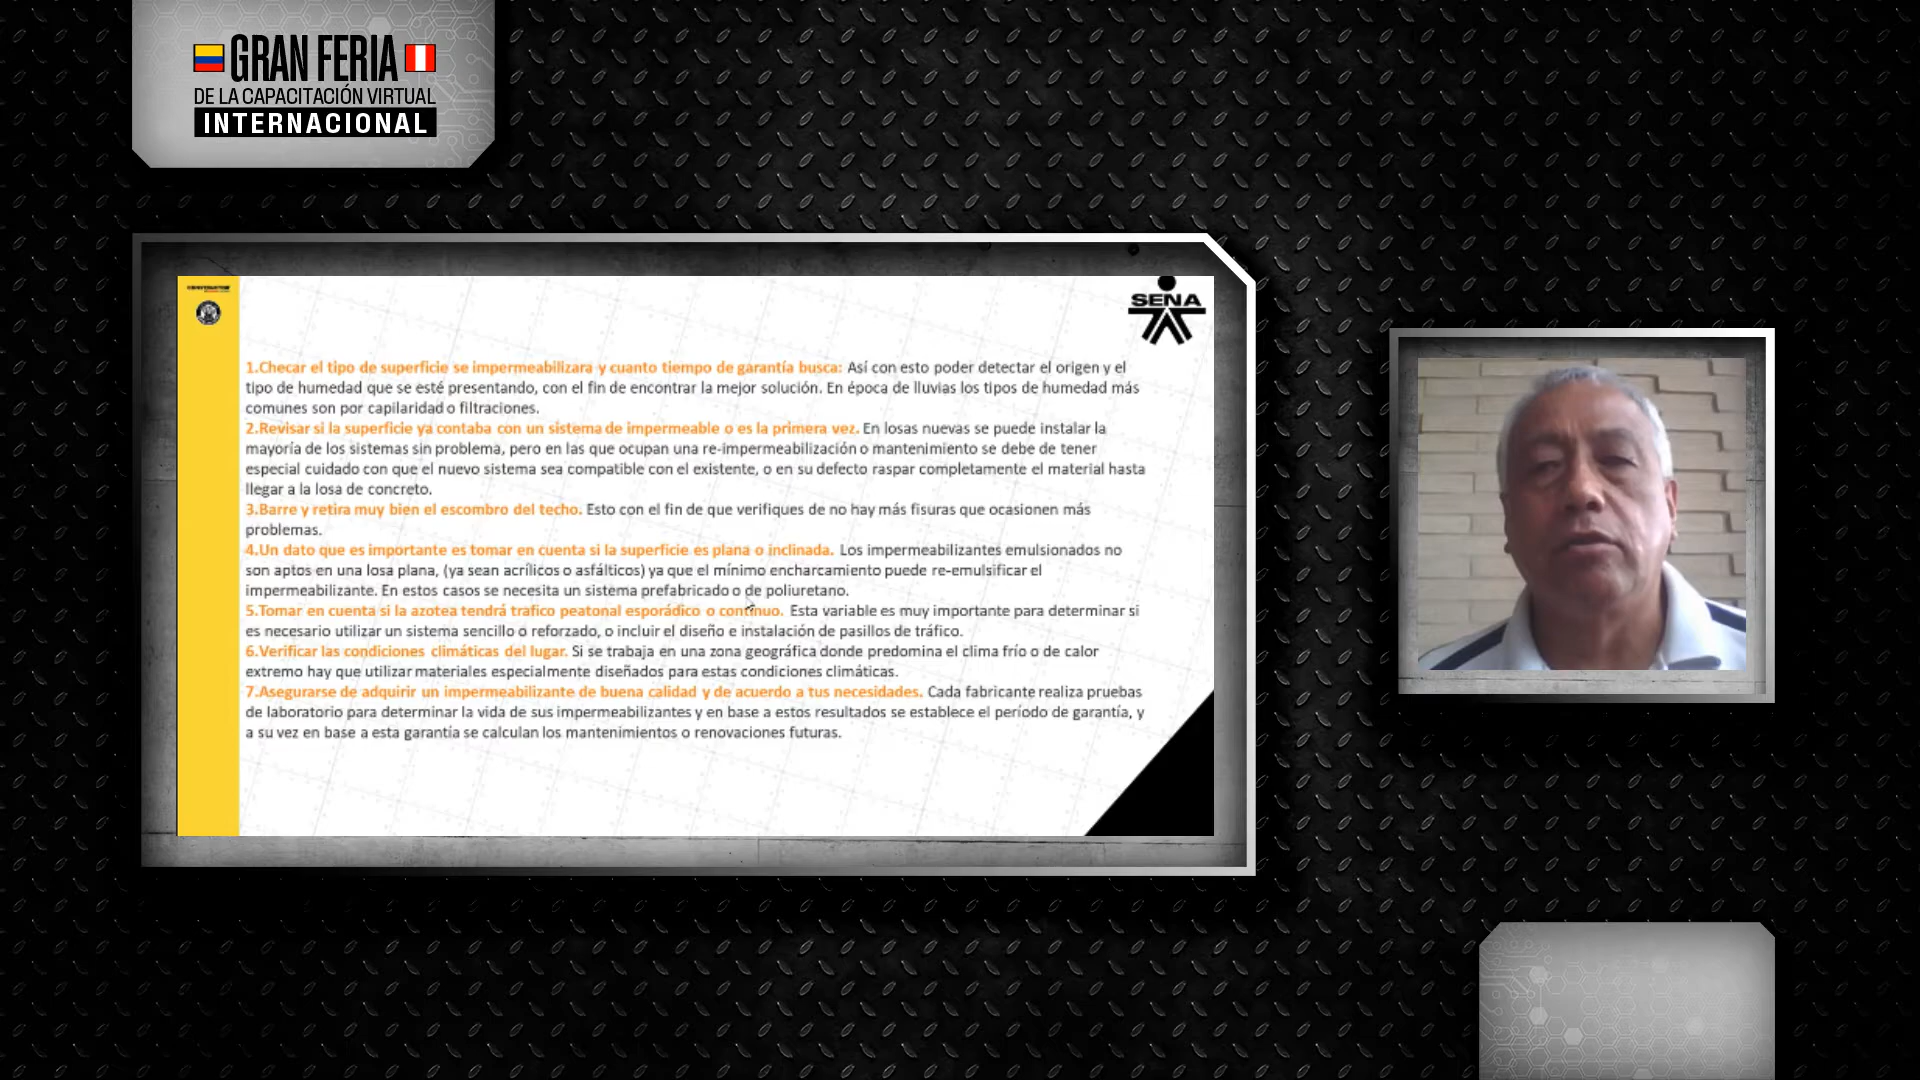 GRAN FERIA
DE LA CAPACITACIÓN VIRTUAL
INTERNACIONAL
SENA
1.Checar el tipo de superficie se impermeabilizara y cuanto tiempo de garantía busca: Así con esto poder detectar el origen y el
tipo de humedad que se esté presentando, con el fin de encontrar la mejor solución. En época de lluvias los tipos de humedad más
comunes son por capilaridad o filtraciones.
2.Revisar si la superficie ya contaba con un sistema de impermeable o es la primera vez. En losas nuevas se puede instalar la
mayoría de los sistemas sin problema, pero en las que ocupan una re-impermeabilización o mantenimiento se debe de tener
especial cuidado con que el nuevo sistema sea compatible con el existente, o en su defecto raspar completamente el material hasta
llegar a la losa de concreto.
3.Barre y retira muy bien el escombro del techo. Esto con el fin de que verifiques de no hay más fisuras que ocasionen más
problemas.
4.Un dato que es importante es tomar en cuenta si la superficie es plana o inclinada. Los impermeabilizantes emulsionados no
son aptos en una losa plana, (ya sean acrílicos o asfálticos) ya que el mínimo encharcamiento puede re-emulsificar el
impermeabilizante. En estos casos se necesita un sistema prefabricado o de poliuretano.
5.Tomar en cuenta si la azotea tendrá trafico peatonal esporádico o continuo. Esta variable es muy importante para determinar si
es necesario utilizar un sistema sencillo o reforzado, o incluir el diseño e instalación de pasillos de tráfico.
6.Verificar las condiciones climáticas del lugar. Si se trabaja en una zona geográfica donde predomina el clima frío o de calor
extremo hay que utilizar materiales especialmente diseñados para estas condiciones climáticas.
7.Asegurarse de adquirir un impermeabilizante de buena calidad y de acuerdo a tus necesidades. Cada fabricante realiza pruebas
de laboratorio para determinar la vida de sus impermeabilizantes y en base a estos resultados se establece el período de garantía, y
a su vez en base a esta garantía se calculan los mantenimientos o renovaciones futuras.